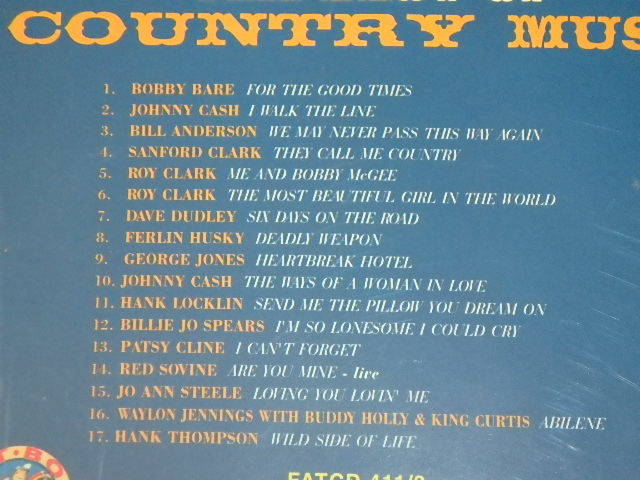 COUNTRY MUS
1. BOBBY BARE FOR THE GOOD TIMES
2. JOHNNY CASH I WALK THE LINE
3. BILL ANDERSON WE MAY NEVER PASS THIS WAY AGAIN
4. SANFORD CLARK THEY CALL ME COUNTRY
5. ROY CLARK ME AND BOBBY McGEE
6. ROY CLARK THE MOST BEAUTIFUL GIRL IN THE WORLD
7. DAVE DUDLEY SIX DAYS ON THE ROAD
8. FERLIN HUSKY DEADLY WEAPON
9. GEORGE JONES HEARTBREAK HOTEL
10. JOHNNY CASH THE WAYS OF A WOMAN IN LOVE
11. HANK LOCKLIN SEND ME THE PILLOW YOU DREAM ON
12. BILLIE JO SPEARS I'M SO LONESOME I COULD CRY
13. PATSY CLINE I CAN'T FORGET
14. RED SOVINE ARE YOU MINE - live
15. JO ANN STEELE LOVING YOU LOVIN' ME
16. WAYLON JENNINGS WITH BUDDY HOLLY & KING CURTIS ABILENE
17. HANK THOMPSON WILD SIDE OF LIFE